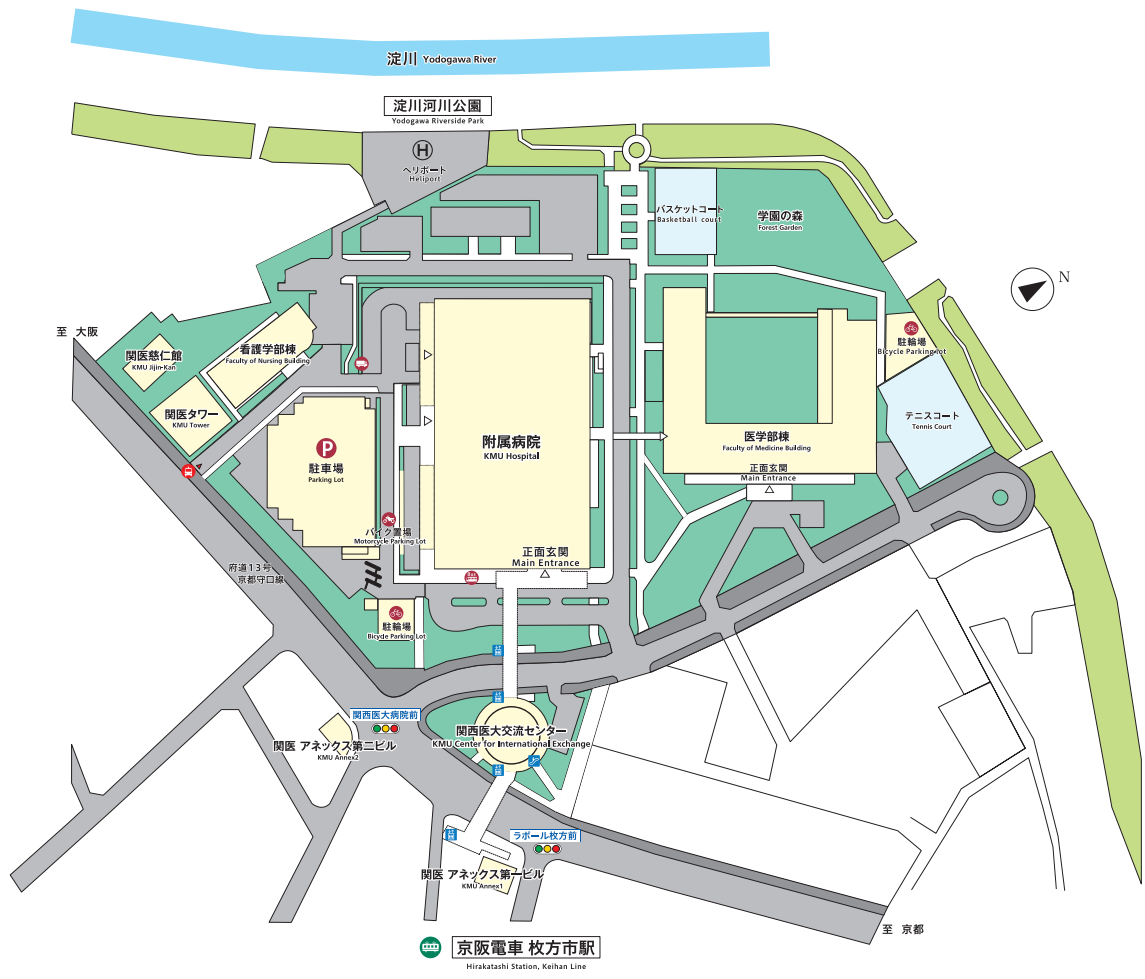 淀川 Yodogawa River
淀川河川公園
Yodogawa Riverside Park
H
ヘリポート
Heliport
バスケットコート
Basketball court
学園の森
Forest Garden
N
至 大阪
関医慈仁館
KMU Jijin-Kan
看護学部棟
Faculty of Nursing Building
関医タワー
KMU Tower
駐輪場
Bicycle Parking Lot
テニスコート
Tennis Court
P
駐車場
Parking Lot
附属病院
KMU Hospital
医学部棟
Faculty of Medicine Building
正面玄関
Main Entrance
バイク置場
Motorcycle Parking Lot
正面玄関
Main Entrance
府道13号
京都守口線
駐輪場
Bicycle Parking Lot
関西医大病院前
関医 アネックス第二ビル
KMU Annex2
関西医大交流センター
KMU Center for International Exchange
ラポール枚方前
関医 アネックス第一ビル
KMU Annex1
至 京都
京阪電車 枚方市駅
Hirakatashi Station, Keihan Line